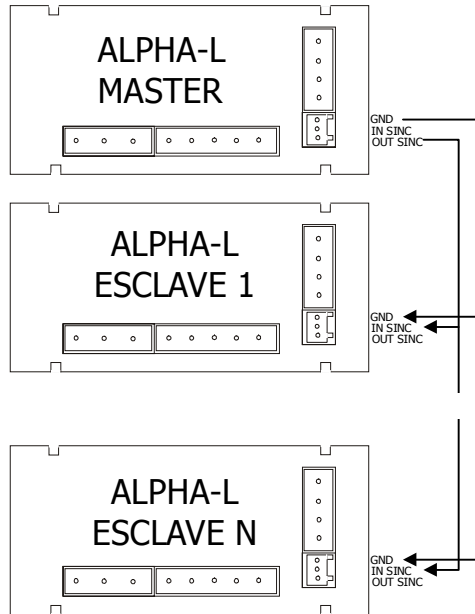 ALPHA-L
MASTER
GND
IN SINC
OUT SINC
ALPHA-L
ESCLAVE 1
GND
IN SINC
OUT SINC
ALPHA-L
ESCLAVE N
GND
IN SINC
OUT SINC